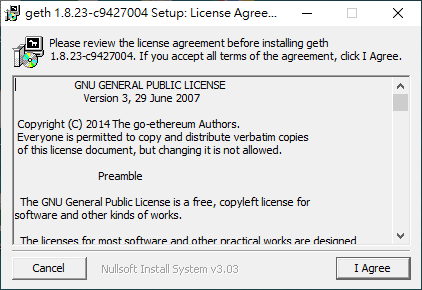 geth 1.8.23-c9427004 Setup: License Agree...
Please review the license agreement before installing geth
1.8.23-c9427004. If you accept all terms of the agreement, click I Agree.
GNU GENERAL PUBLIC LICENSE
Version 3, 29 June 2007
Copyright (C) 2014 The go-ethereum Authors.
Everyone is permitted to copy and distribute verbatim copies
of this license document, but changing it is not allowed.
Preamble
The GNU General Public License is a free, copyleft license for
software and other kinds of works.
The licenses for most software and other practical works are designed
Cancel
Nullsoft Install System v3.03
I Agree